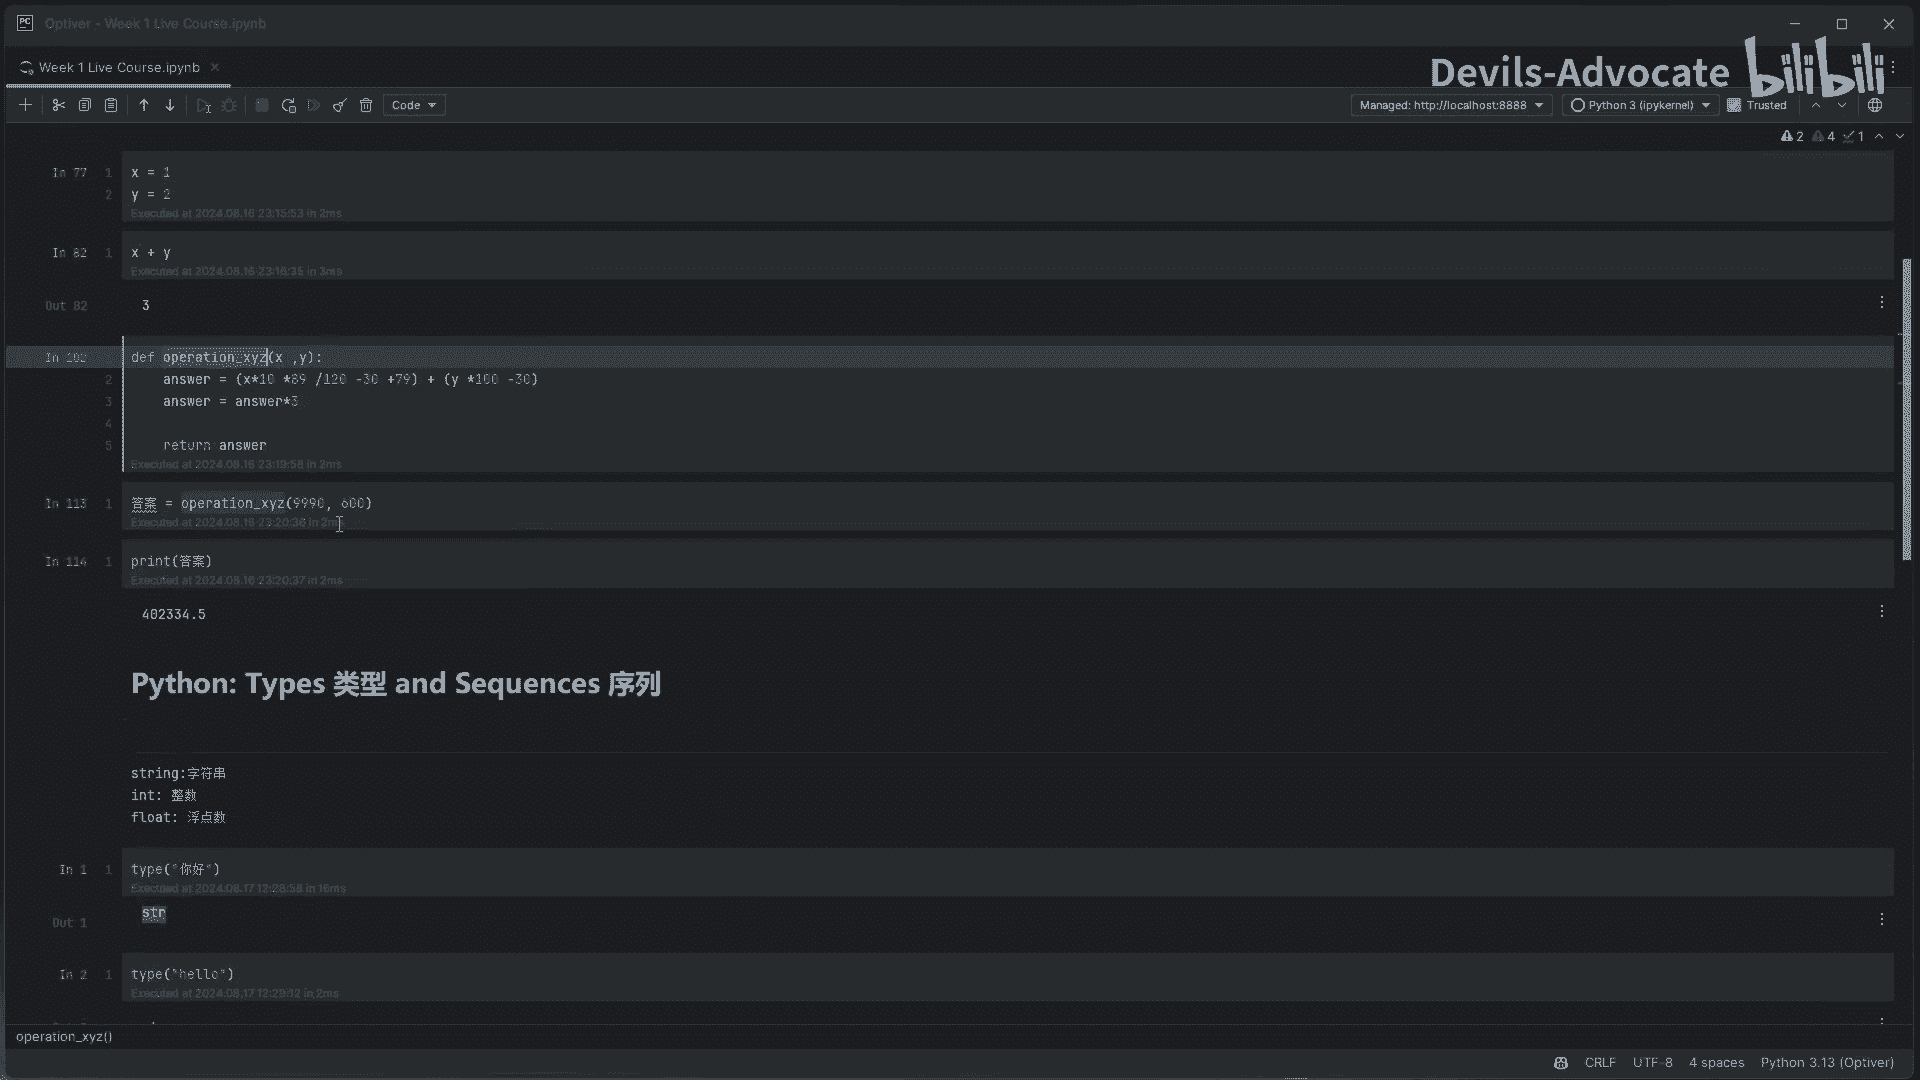 Optiver - Week 1 Live Course.ipynb
Week 1 Live Course.ipynb
Devils-Advocate bilibili
Code
Managed: http://localhost:8888
Python 3 (ipykernel)
Trusted
2 4 1
In 77 1 x = 1
2 y = 2
Executed at 2024.08.16 23:15:53 in 2ms
In 82 1 x + y
Executed at 2024.08.16 23:16:35 in 3ms
Out 82 3
In 102 def operation_xyz(x ,y):
2 answer = (x*10 *89 /120 -30 +79) + (y *100 -30)
3 answer = answer*3
4
5 return answer
Executed at 2024.08.16 23:19:58 in 2ms
In 113 1 答案 = operation_xyz(9990, 600)
Executed at 2024.08.16 23:20:36 in 2ms
In 114 1 print(答案)
Executed at 2024.08.16 23:20:37 in 2ms
402334.5
Python: Types 类型 and Sequences 序列
string:字符串
int: 整数
float: 浮点数
In 1 1 type("你好")
Executed at 2024.08.17 12:28:58 in 16ms
Out 1 str
In 2 1 type("hello")
Executed at 2024.08.17 12:29:12 in 2ms
operation_xyz()
CRLF UTF-8 4 spaces Python 3.13 (Optiver)